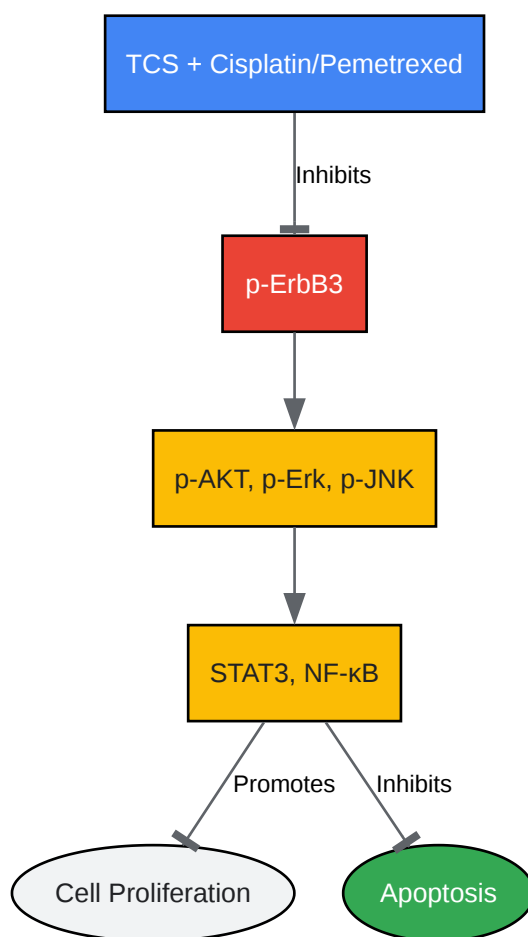 TCS + Cisplatin/Pemetrexed
Inhibits
p-ErbB3
p-AKT, p-Erk, p-JNK
STAT3, NF-κB
Promotes
Inhibits
Cell Proliferation
Apoptosis